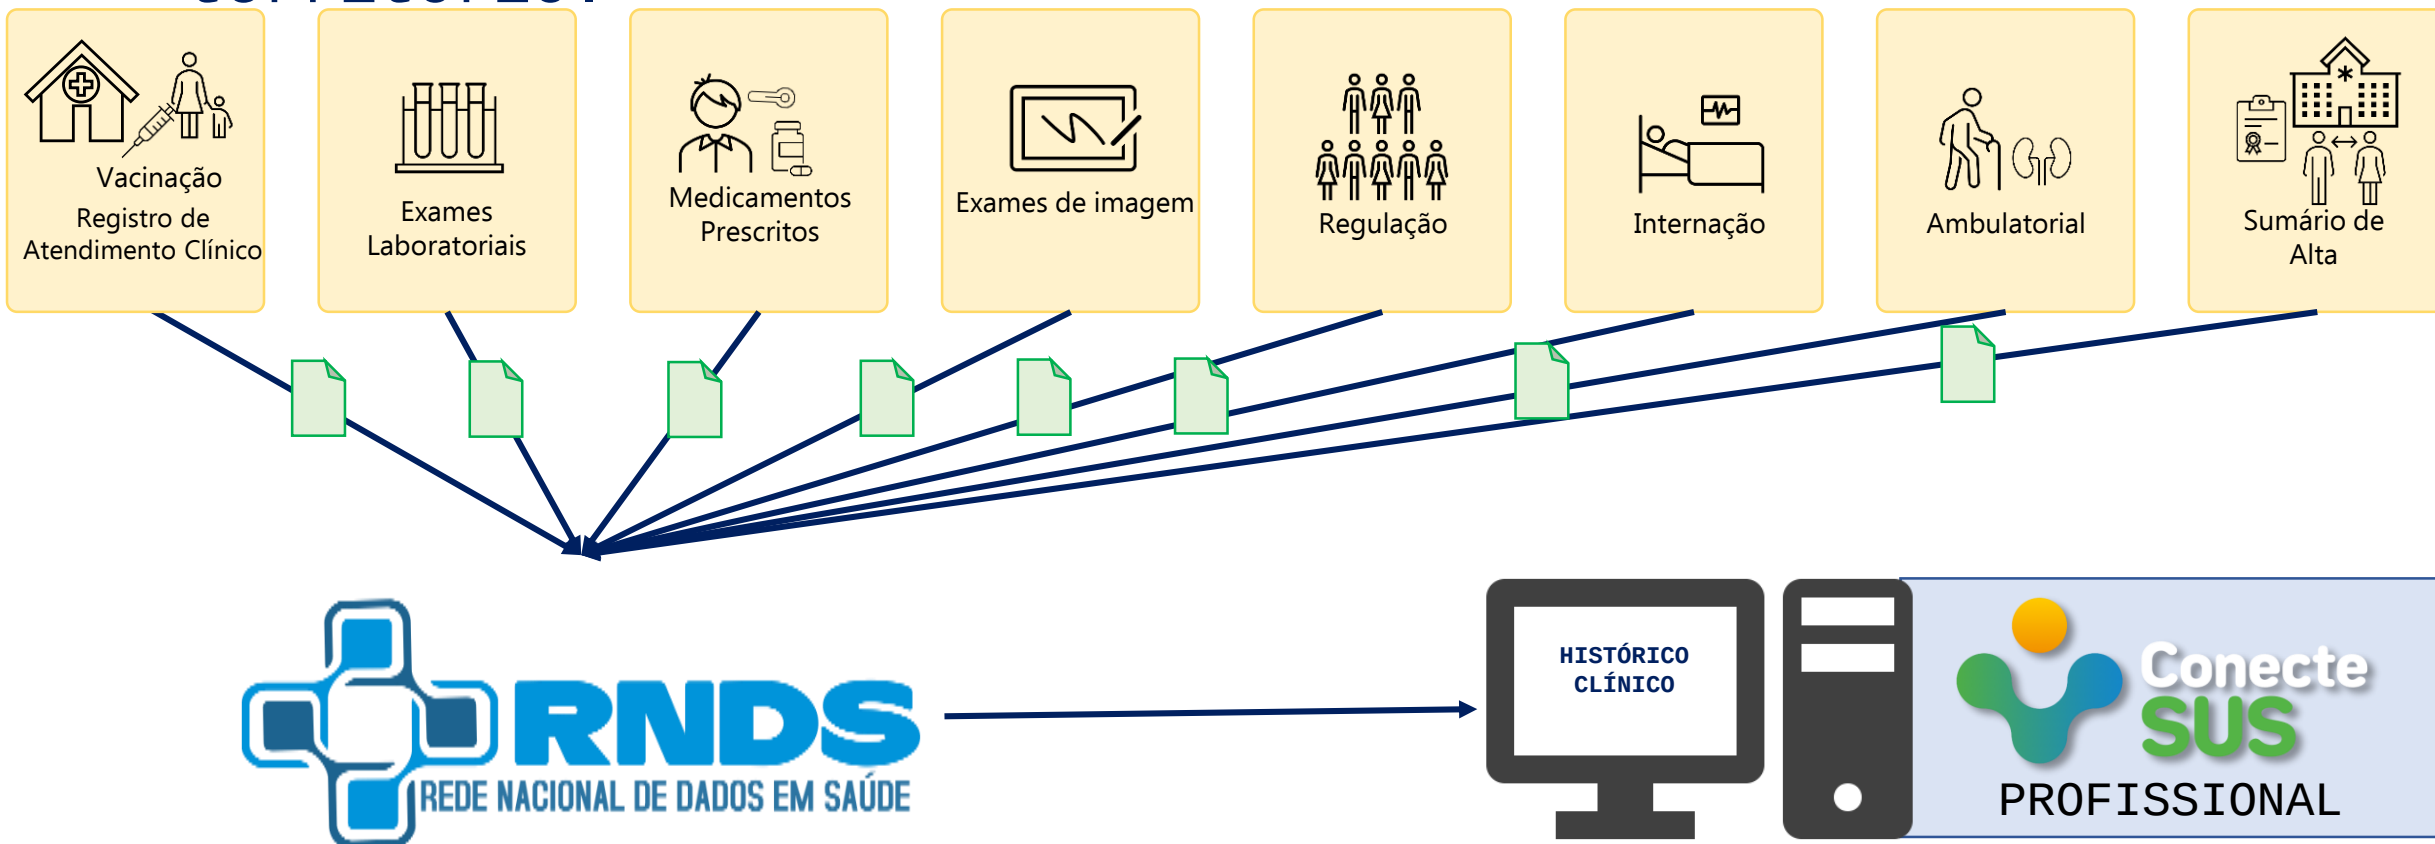 Vacinação
Registro de
Atendimento Clínico
Exames
Laboratoriais
Medicamentos
Prescritos
Exames de imagem
Regulação
Internação
Ambulatorial
Sumário de
Alta
RNDS
REDE NACIONAL DE DADOS EM SAÚDE
HISTÓRICO
CLÍNICO
Conecte
SUS
PROFISSIONAL